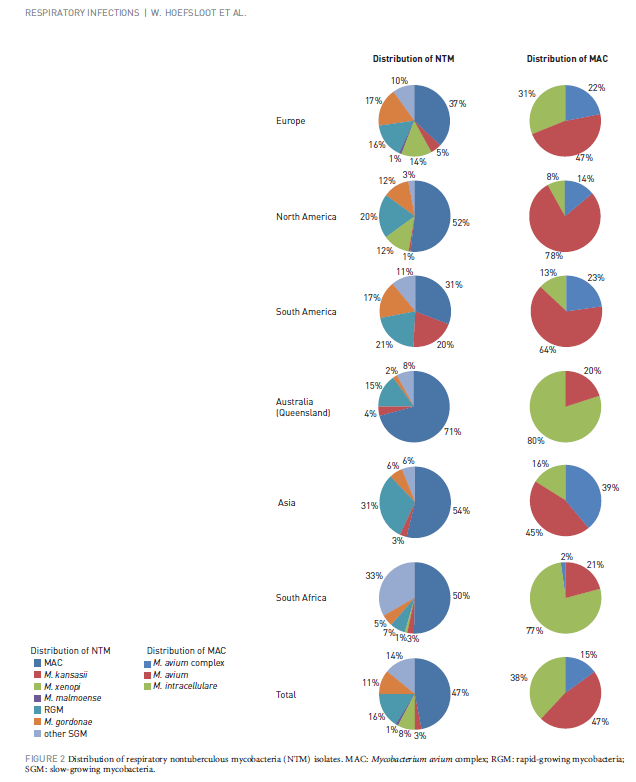 RESPIRATORY INFECTIONS | W. HOEFSLOOT ET AL.
Distribution of NTM
Distribution of MAC
Europe
10%
37%
5%
14%
1%
16%
17%
22%
47%
31%
North America
3%
52%
1%
12%
20%
12%
14%
78%
8%
South America
11%
31%
20%
21%
17%
23%
64%
13%
Australia
(Queensland)
8%
71%
4%
15%
2%
20%
80%
Asia
6%
54%
3%
31%
6%
39%
45%
16%
South Africa
33%
50%
3%
1%
7%
5%
2%
21%
77%
Total
14%
47%
3%
8%
1%
16%
11%
15%
47%
38%
Distribution of NTM
MAC
M. kansasii
M. xenopi
M. malmoense
RGM
M. gordonae
other SGM
Distribution of MAC
M. avium complex
M. avium
M. intracellulare
FIGURE 2 Distribution of respiratory nontuberculous mycobacteria (NTM) isolates. MAC: Mycobacterium avium complex; RGM: rapid-growing mycobacteria;
SGM: slow-growing mycobacteria.